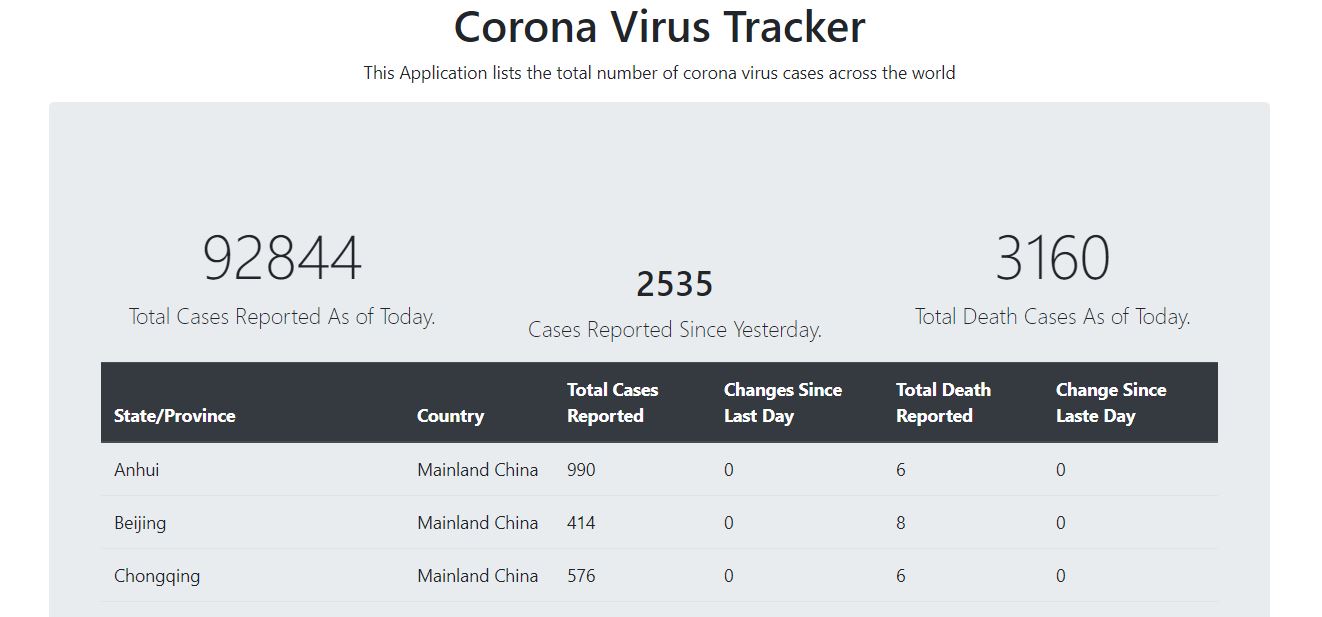 Corona Virus Tracker
This Application lists the total number of corona virus cases across the world
92844
Total Cases Reported As of Today.
2535
Cases Reported Since Yesterday.
3160
Total Death Cases As of Today.
State/Province Country Total Cases Reported Changes Since Last Day Total Death Reported Change Since Laste Day
Anhui Mainland China 990 0 6 0
Beijing Mainland China 414 0 8 0
Chongqing Mainland China 576 0 6 0